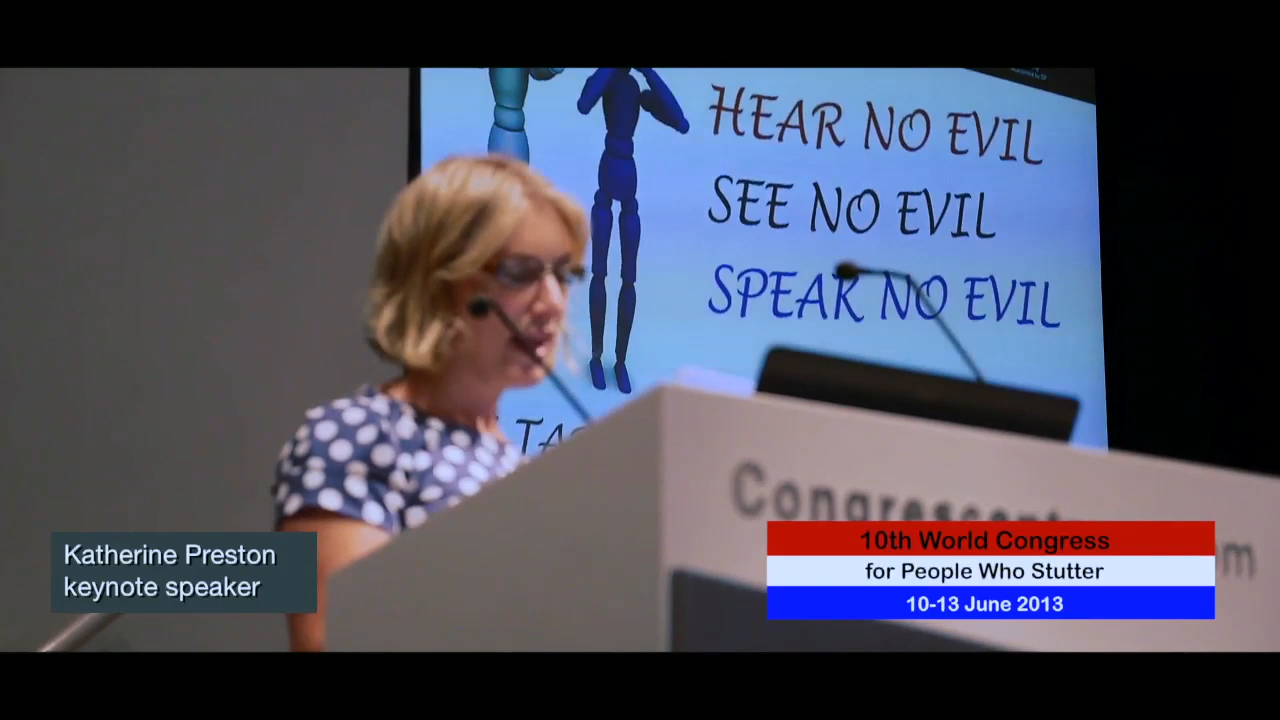 HEAR NO EVIL
SEE NO EVIL
SPEAK NO EVIL
Katherine Preston
keynote speaker
10th World Congress
for People Who Stutter
10-13 June 2013